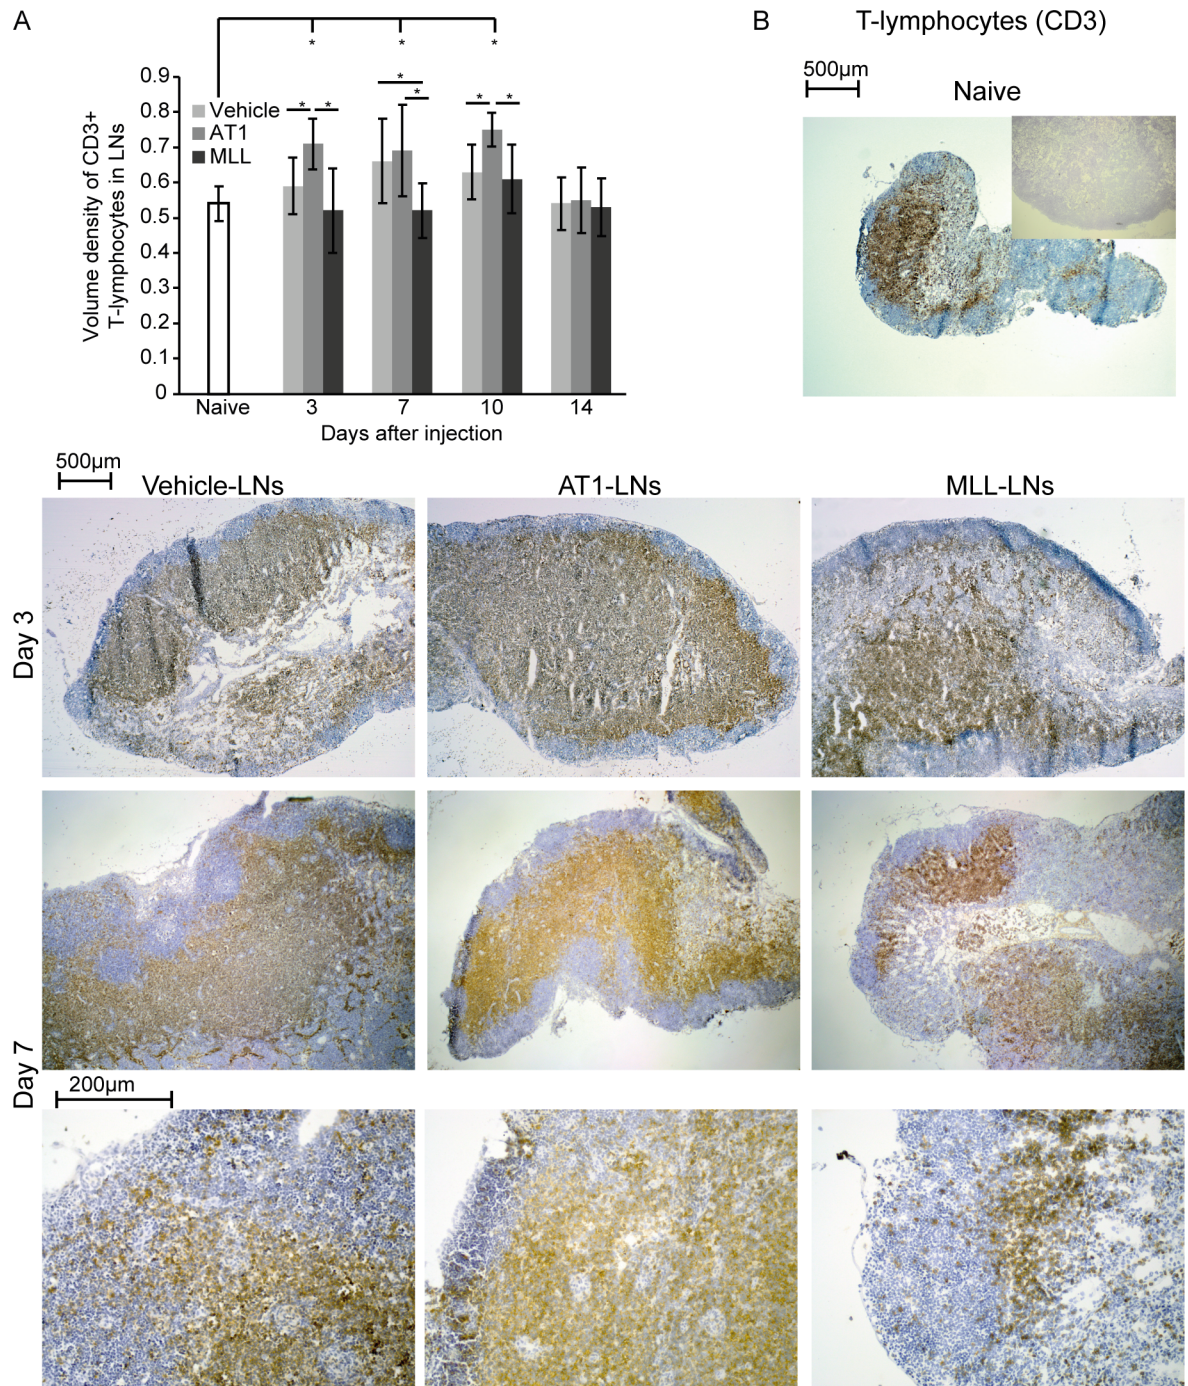 A
* * *
0.9
0.8
0.7
0.6
0.5
0.4
0.3
0.2
0.1
0
Volume density of CD3+
T-lymphocytes in LNs
Vehicle
AT1
MLL
* *
*
*
* *
Naive 3 7 10 14
Days after injection
B T-lymphocytes (CD3)
500µm
Naive
500µm
Vehicle-LNs AT1-LNs MLL-LNs
Day 3
Day 7
200µm